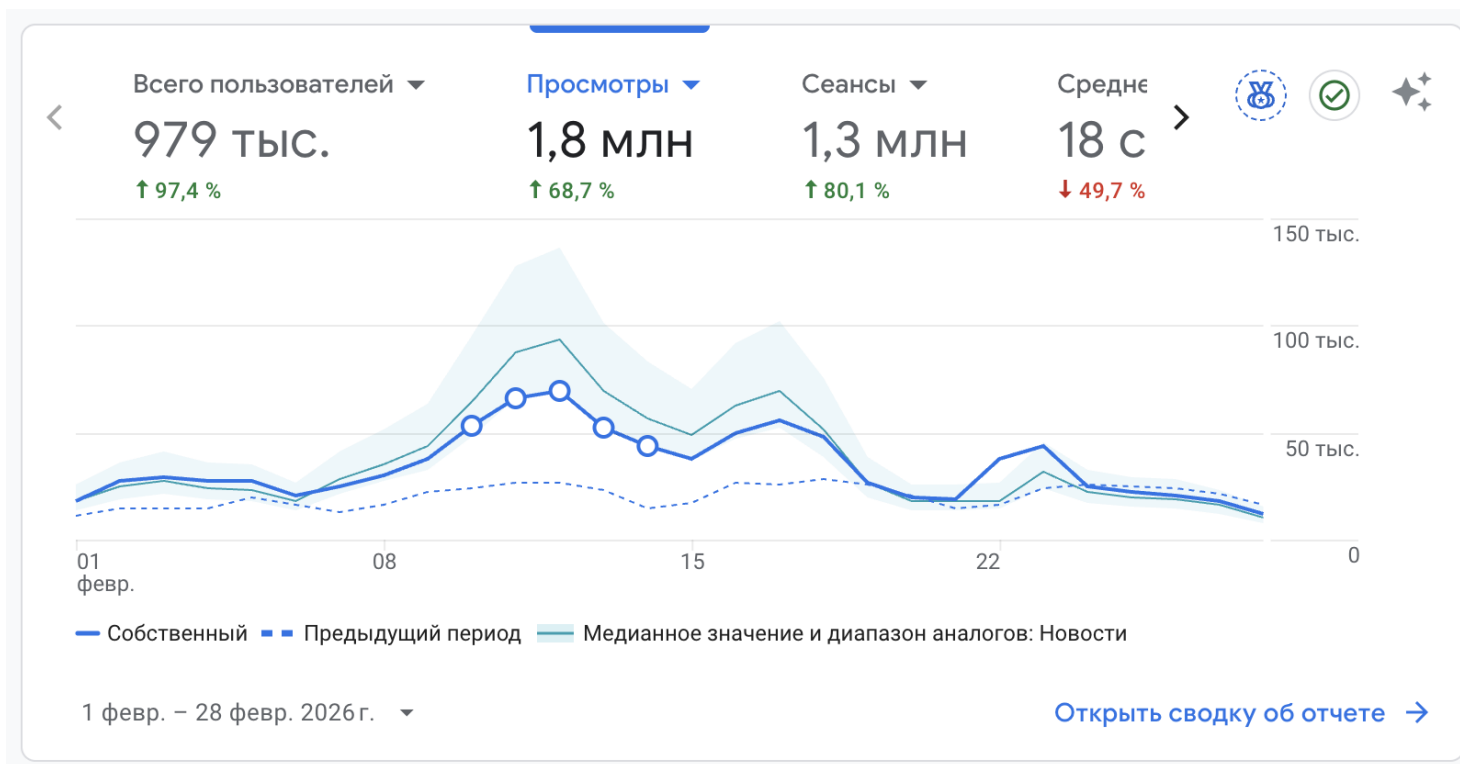 Всего пользователей
979 тыс.
↑ 97,4 %
Просмотры
1,8 млн
↑ 68,7 %
Сеансы
1,3 млн
↑ 80,1 %
Средне
18 с
↓ 49,7 %
150 тыс.
100 тыс.
50 тыс.
0
01
февр.
08
15
22
Собственный
Предыдущий период
Медианное значение и диапазон аналогов: Новости
1 февр. – 28 февр. 2026 г.
Открыть сводку об отчете →